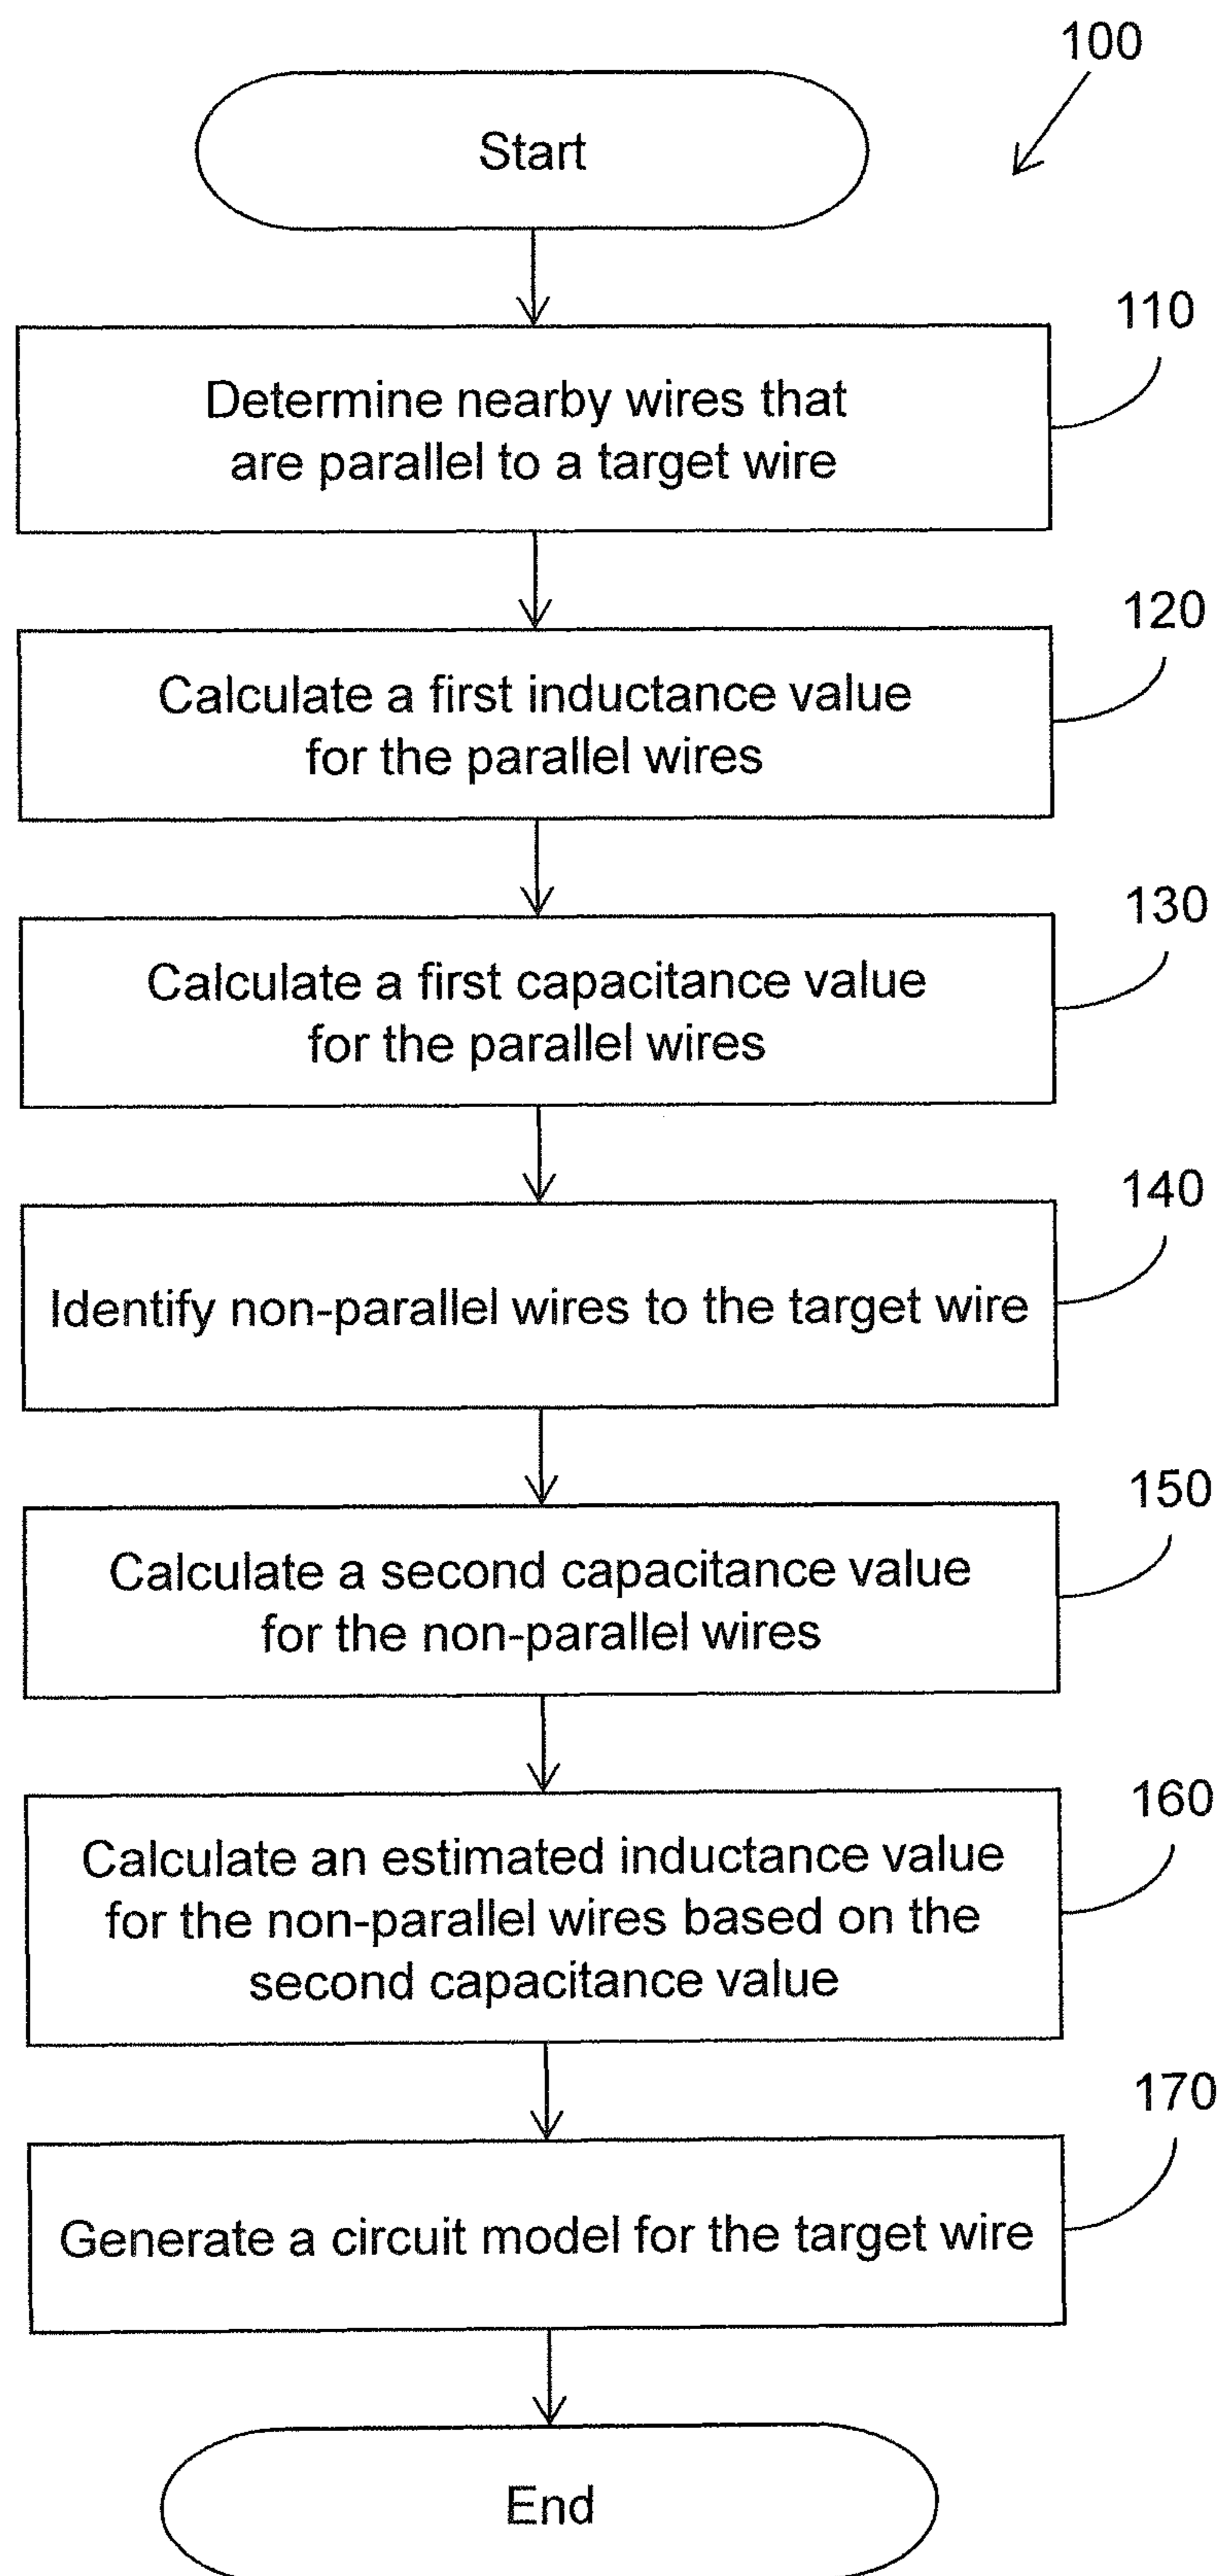 100
Start
110
Determine nearby wires that
are parallel to a target wire
120
Calculate a first inductance value
for the parallel wires
130
Calculate a first capacitance value
for the parallel wires
140
Identify non-parallel wires to the target wire
150
Calculate a second capacitance value
for the non-parallel wires
160
Calculate an estimated inductance value
for the non-parallel wires based on the
second capacitance value
170
Generate a circuit model for the target wire
End